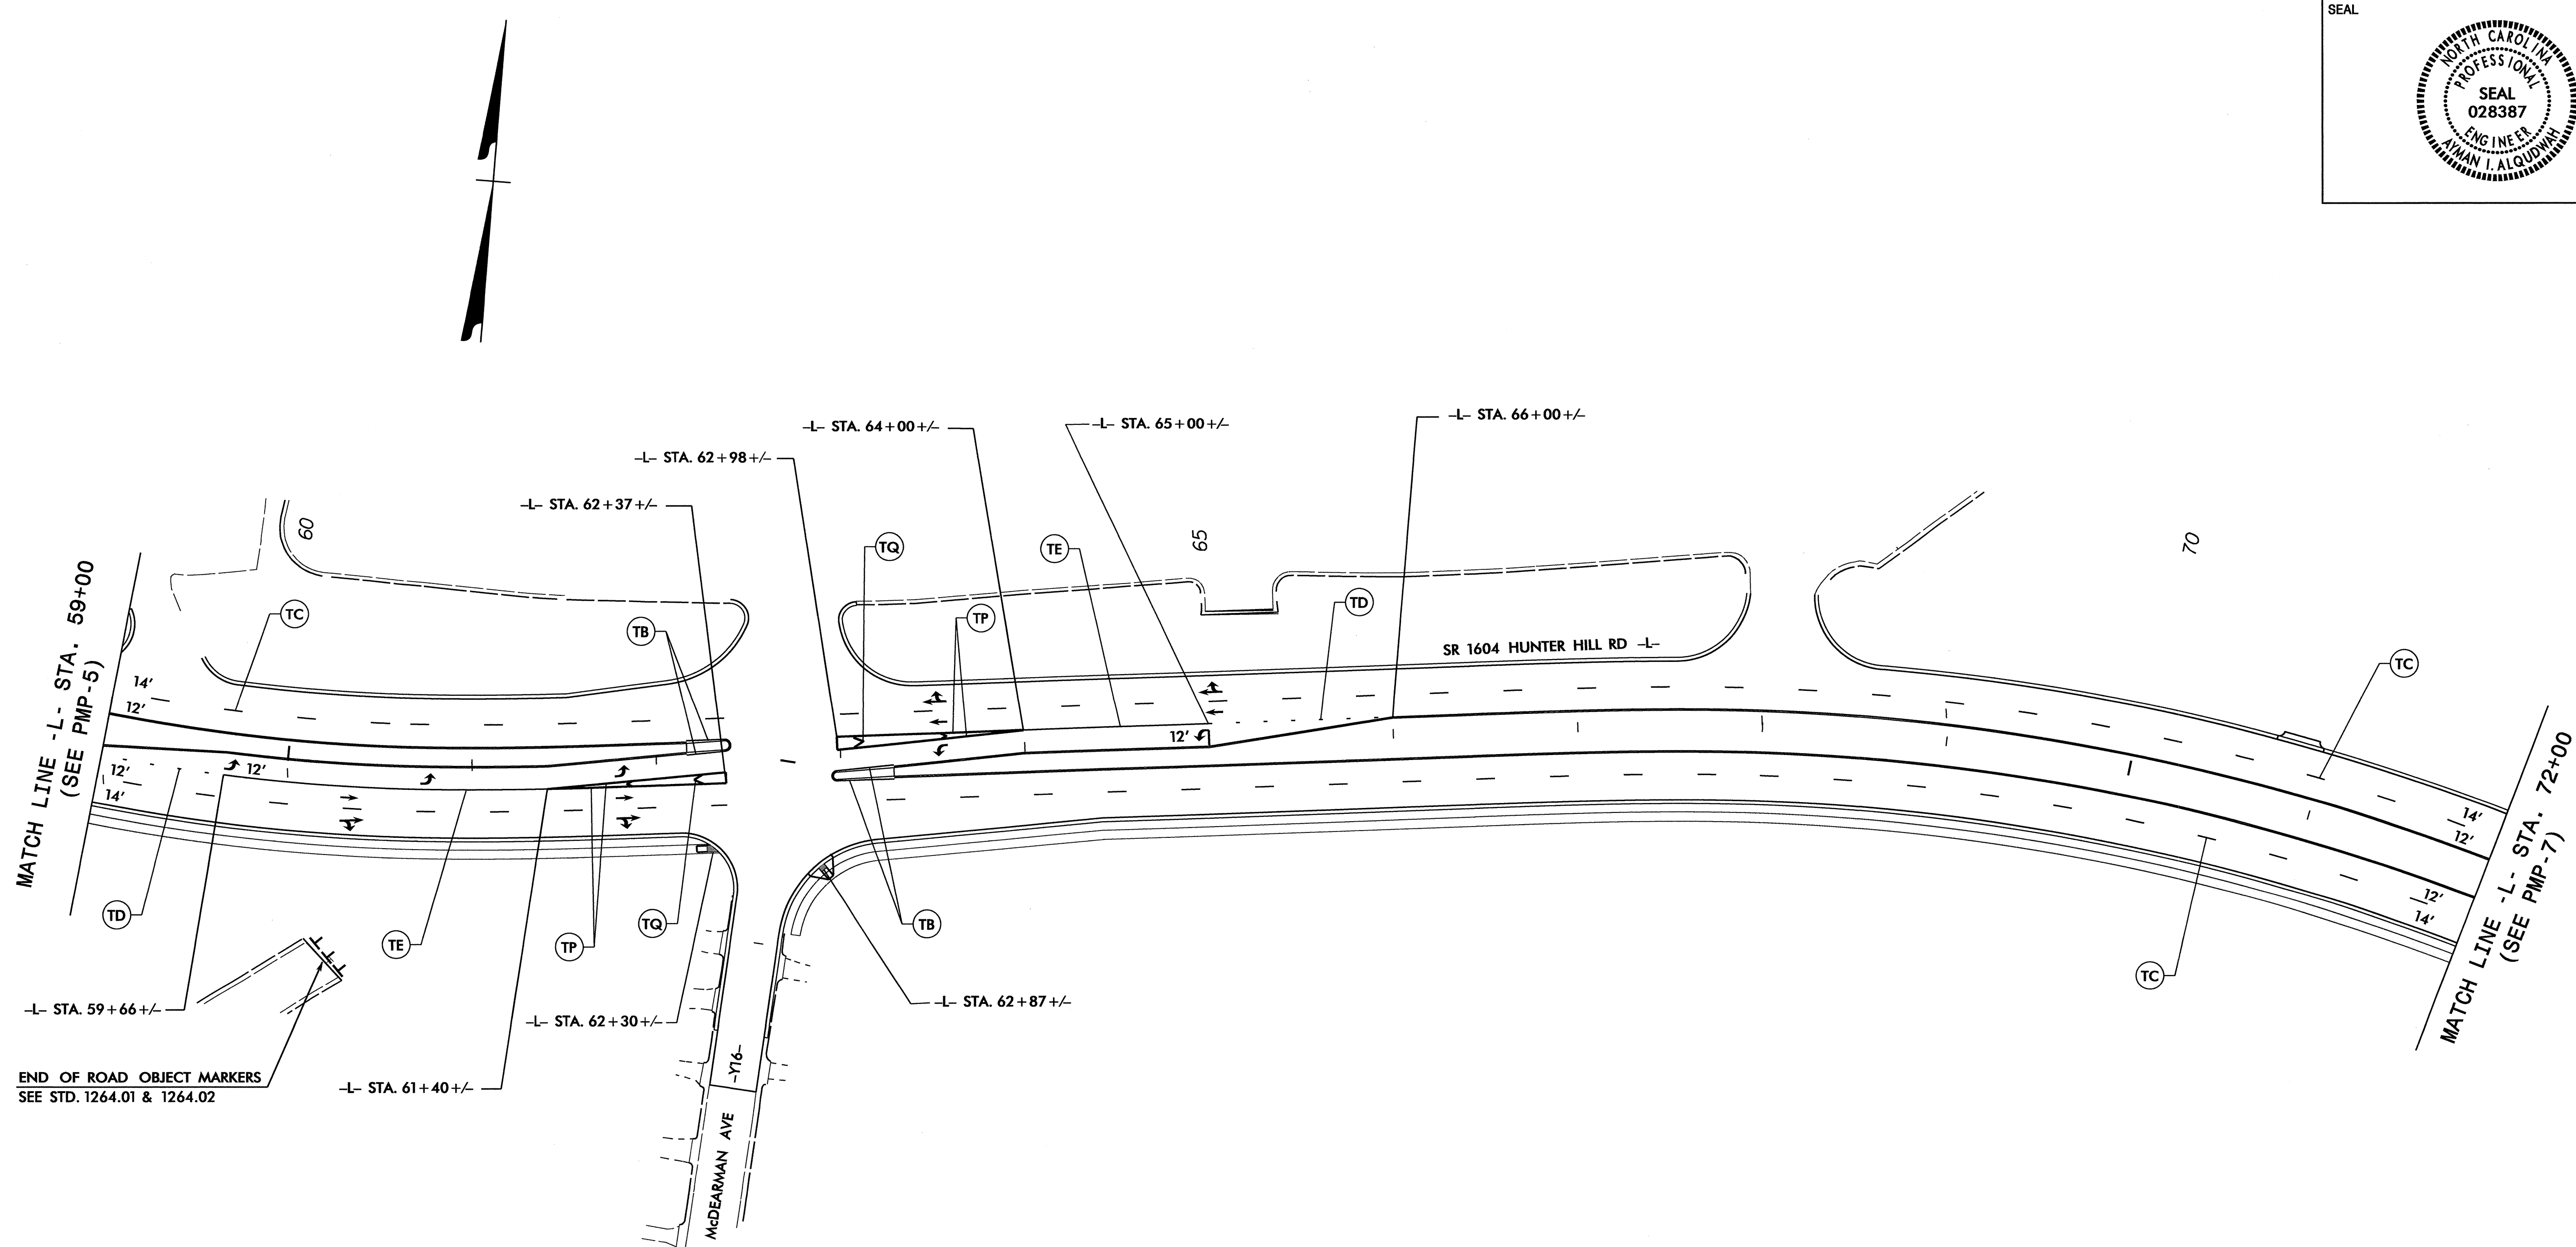 SEAL
NORTH CAROLINA
PROFESSIONAL
SEAL
028387
ENGINEER
AYMAN I. ALQUDWAH
-L- STA. 64+00+/-
-L- STA. 65+00+/-
-L- STA. 66+00+/-
-L- STA. 62+98+/-
-L- STA. 62+37+/-
60
65
70
TQ
TE
MATCH LINE -L- STA. 59+00
(SEE PMP-5)
TC
TB
TP
TD
SR 1604 HUNTER HILL RD -L-
TC
14'
12'
12'
12'
12'
14'
14'
12'
12'
14'
MATCH LINE -L- STA. 72+00
(SEE PMP-7)
TD
TE
TP
TQ
TB
TC
-L- STA. 59+66+/-
-L- STA. 62+30+/-
-L- STA. 62+87+/-
END OF ROAD OBJECT MARKERS
SEE STD. 1264.01 & 1264.02
-L- STA. 61+40+/-
-Y16-
McDEARMAN AVE